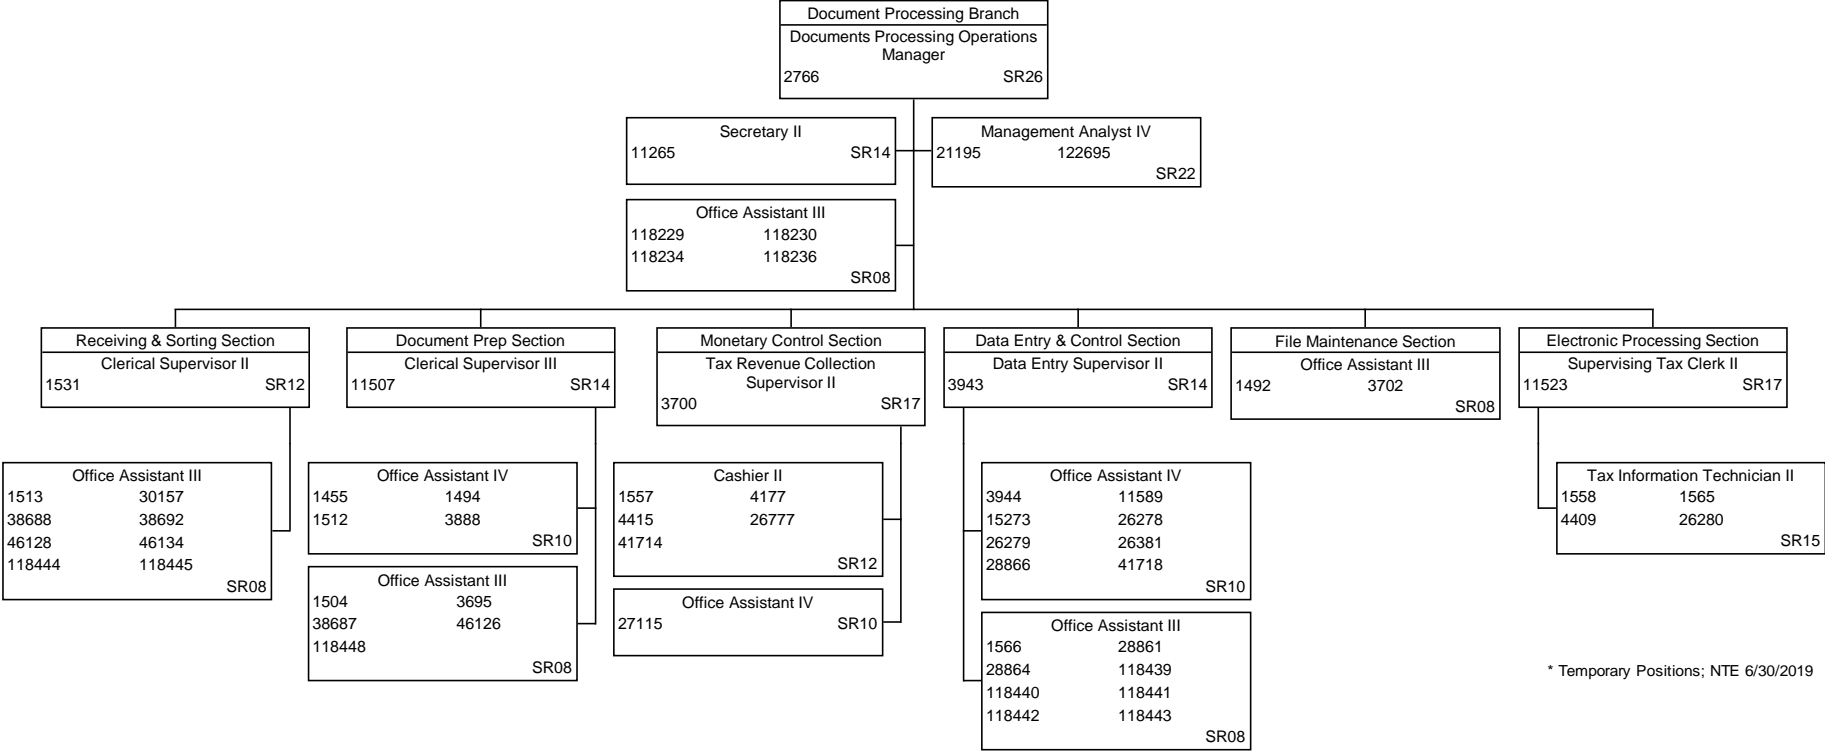 Document Processing Branch
Documents Processing Operations
Manager
2766 SR26
Secretary II
11265 SR14
Management Analyst IV
21195 122695
SR22
Office Assistant III
118229 118230
118234 118236
SR08
Receiving & Sorting Section
Clerical Supervisor II
1531 SR12
Office Assistant III
1513 30157
38688 38692
46128 46134
118444 118445
SR08
Document Prep Section
Clerical Supervisor III
11507 SR14
Office Assistant IV
1455 1494
1512 3888
SR10
Office Assistant III
1504 3695
38687 46126
118448
SR08
Monetary Control Section
Tax Revenue Collection
Supervisor II
3700 SR17
Cashier II
1557 4177
4415 26777
41714
SR12
Office Assistant IV
27115 SR10
Data Entry & Control Section
Data Entry Supervisor II
3943 SR14
Office Assistant IV
3944 11589
15273 26278
26279 26381
28866 41718
SR10
Office Assistant III
1566 28861
28864 118439
118440 118441
118442 118443
SR08
File Maintenance Section
Office Assistant III
1492 3702
SR08
Electronic Processing Section
Supervising Tax Clerk II
11523 SR17
Tax Information Technician II
1558 1565
4409 26280
SR15
* Temporary Positions; NTE 6/30/2019